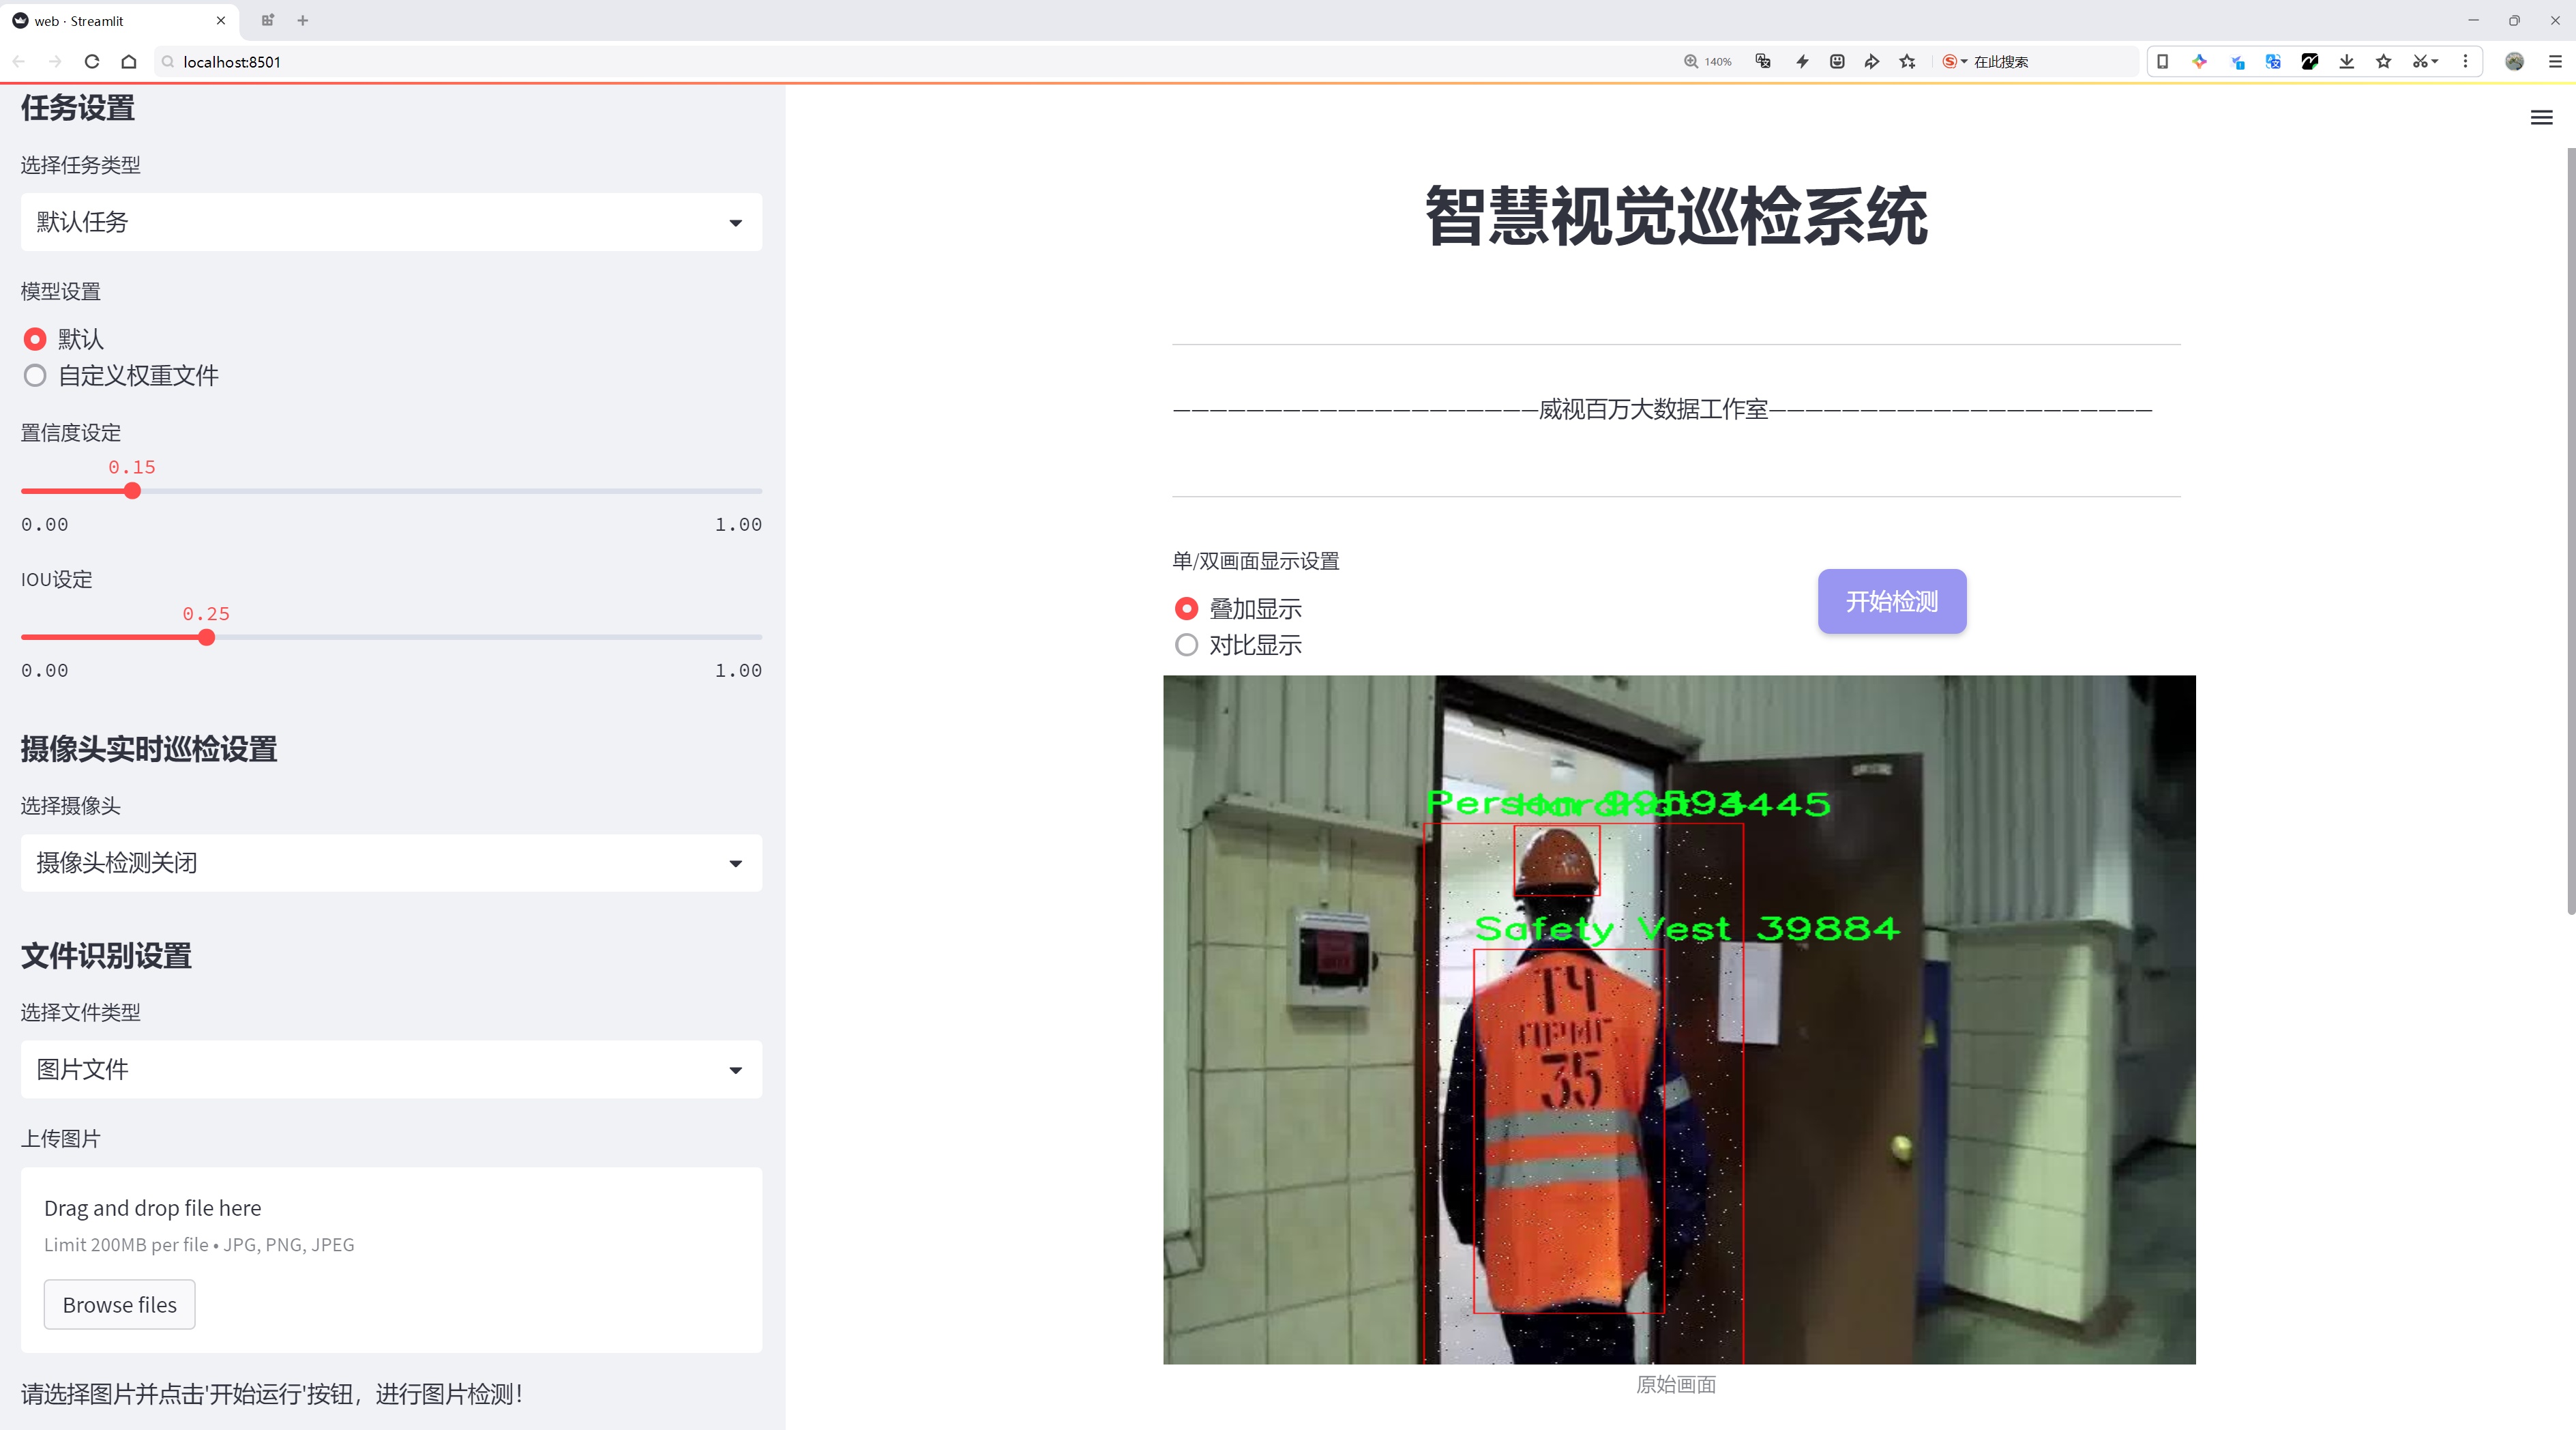 web · Streamlit
localhost:8501
140%
在此搜索
任务设置
选择任务类型
默认任务
模型设置
默认
自定义权重文件
置信度设定
0.15
0.00
1.00
IOU设定
0.25
0.00
1.00
摄像头实时巡检设置
选择摄像头
摄像头检测关闭
文件识别设置
选择文件类型
图片文件
上传图片
Drag and drop file here
Limit 200MB per file • JPG, PNG, JPEG
Browse files
请选择图片并点击'开始运行'按钮，进行图片检测！
智慧视觉巡检系统
————————————————————威视百万大数据工作室—————————————————————
单/双画面显示设置
叠加显示
对比显示
开始检测
Safety Vest 39884
14
ПРМГ
35
原始画面